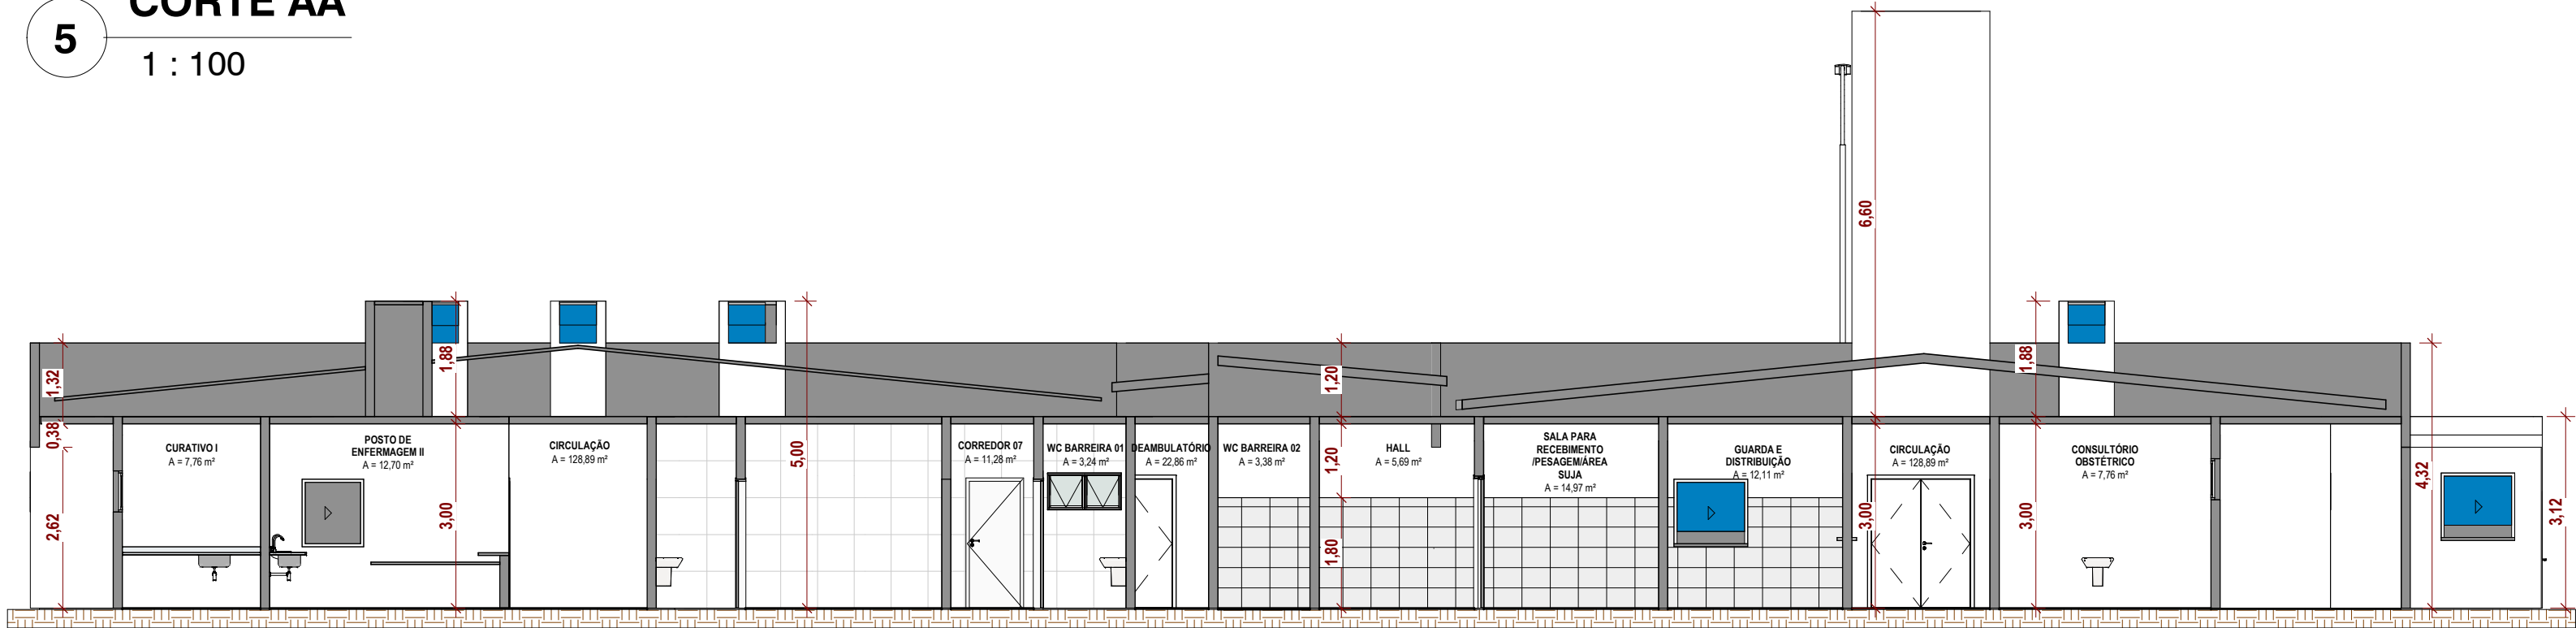 CORTE AA
5
1 : 100
6,60
1,88
1,88
1,32
1,20
5,00
0,38
CURATIVO I
A = 7,76 m²
POSTO DE
ENFERMAGEM II
A = 12,70 m²
CIRCULAÇÃO
A = 128,89 m²
CORREDOR 07
A = 11,28 m²
WC BARREIRA 01
A = 3,24 m²
DEAMBULATÓRIO
A = 22,86 m²
WC BARREIRA 02
A = 3,38 m²
1,20
HALL
A = 5,69 m²
SALA PARA
RECEBIMENTO
/PESAGEM/ÁREA
SUJA
A = 14,97 m²
GUARDA E
DISTRIBUIÇÃO
A = 12,11 m²
CIRCULAÇÃO
A = 128,89 m²
CONSULTÓRIO
OBSTÉTRICO
A = 7,76 m²
4,32
2,62
3,00
1,80
3,00
3,00
3,12